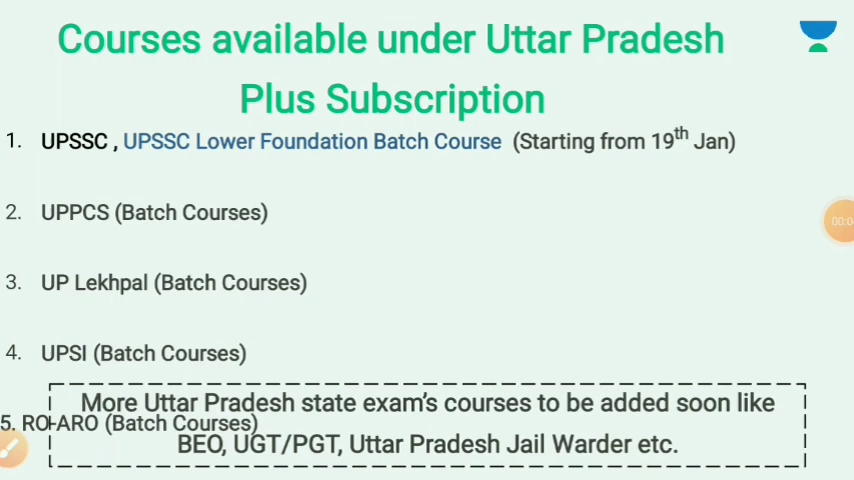 Courses available under Uttar Pradesh
Plus Subscription
1. UPSSC , UPSSC Lower Foundation Batch Course (Starting from 19th Jan)
2. UPPCS (Batch Courses)
3. UP Lekhpal (Batch Courses)
4. UPSI (Batch Courses)
More Uttar Pradesh state exam's courses to be added soon like
5. RO-ARO (Batch Courses)
BEO, UGT/PGT, Uttar Pradesh Jail Warder etc.